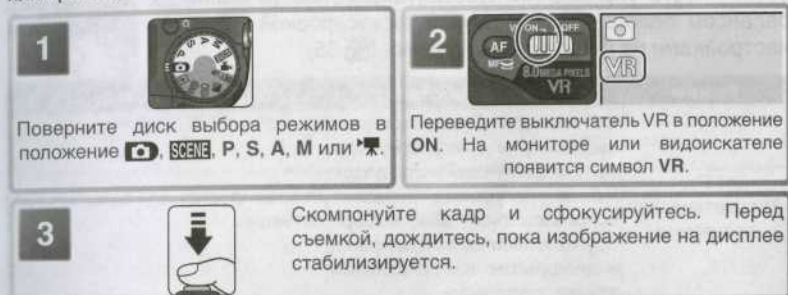 1
Поверните диск выбора режимов в
положение , SCENE, P, S, A, M или .
2
ON OFF
AF
MF
8.0MEGA PIXELS
VR
VR
Переведите выключатель VR в положение
ON. На мониторе или видоискателе
появится символ VR.
3
Скомпонуйте кадр и сфокусируйтесь. Перед
съемкой, дождитесь, пока изображение на дисплее
стабилизируется.